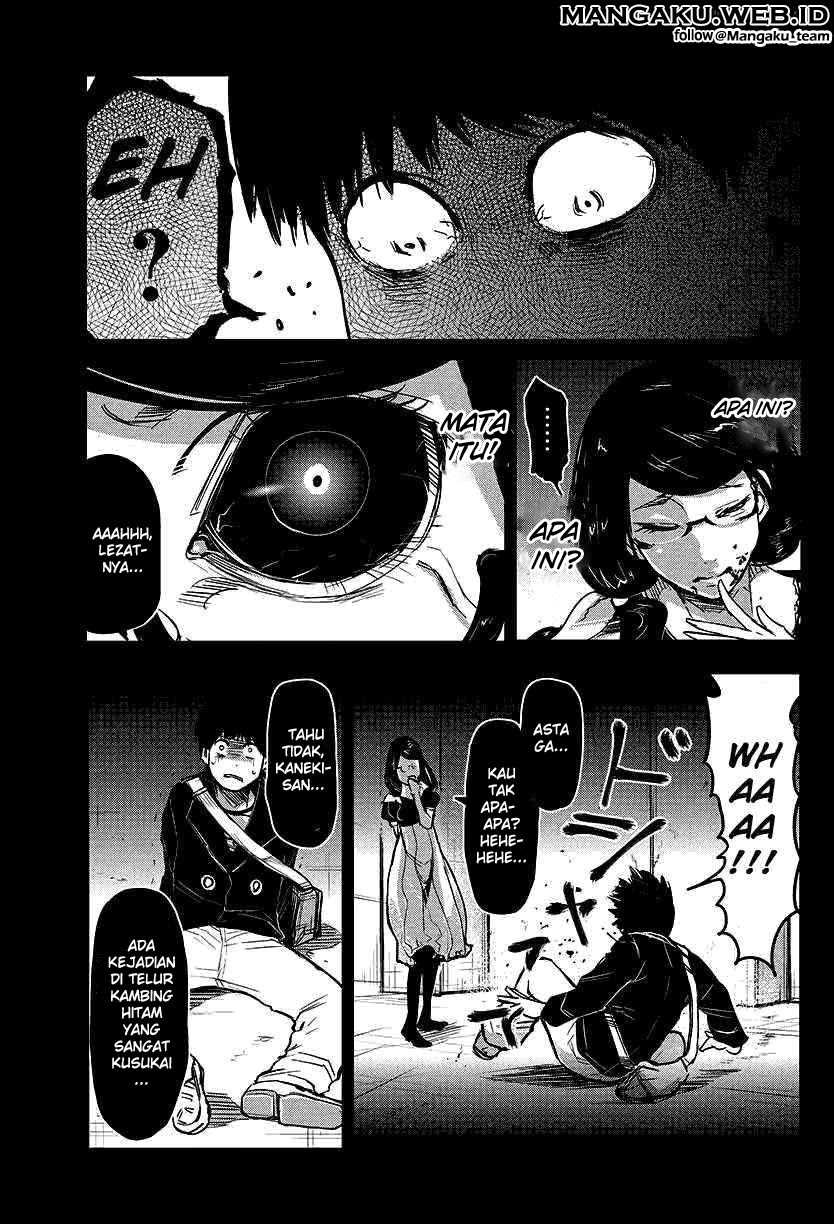 MANGAKU.WEB.ID
follow @Mangaku_team
EH
?
APA INI?
......
APA
INI?
MATA
ITU!
AAAHHH,
LEZAT-
NYA...
WH
AA
AA
!!!
ASTA
GA...
KAU
TAK
APA-
APA?
HEHE-
HEHE...
ドシ
TAHU
TIDAK,
KANEKI-
SAN...
ADA
KEJADIAN
DI TELUR
KAMBING
HITAM
YANG
SANGAT
KUSUKAI
...